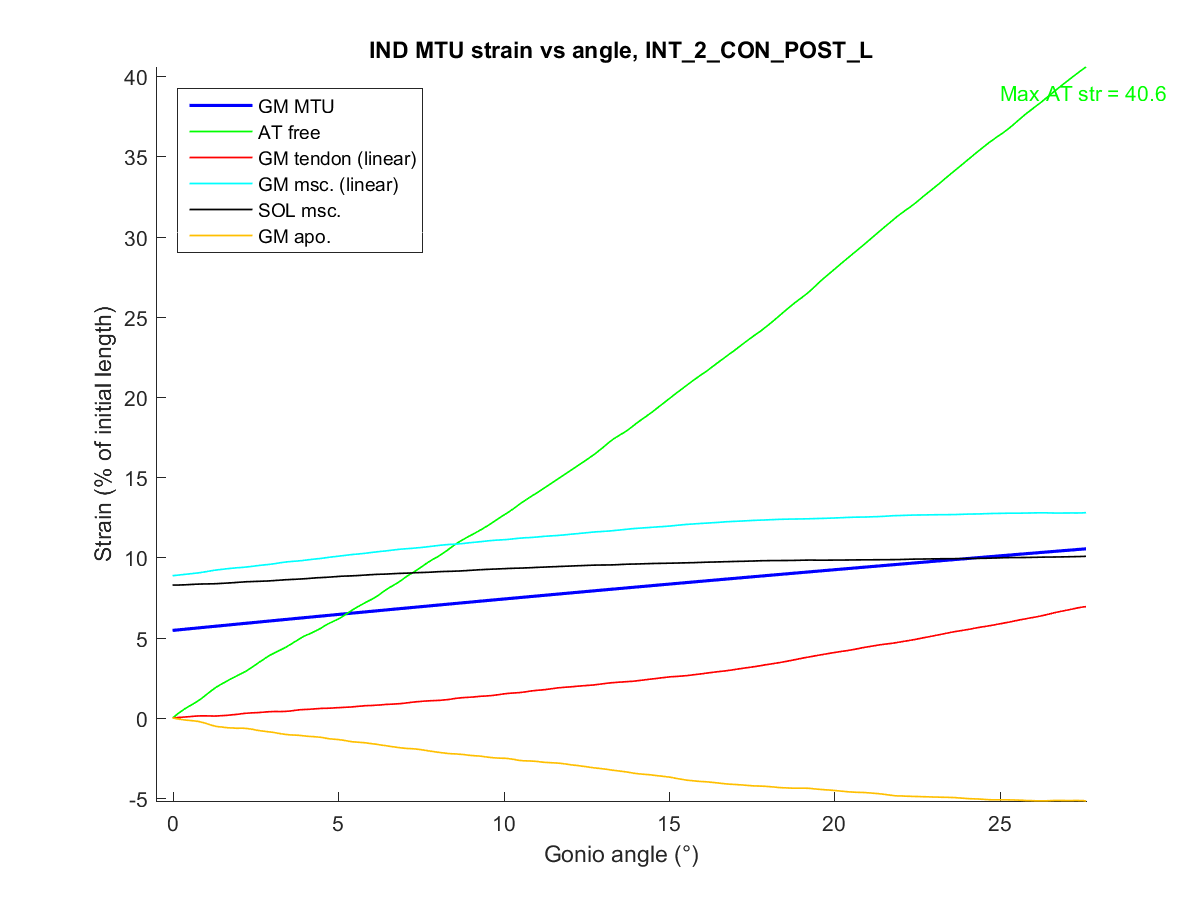 IND MTU strain vs angle, INT_2_CON_POST_L
Max AT str = 40.6
GM MTU
AT free
GM tendon (linear)
GM msc. (linear)
SOL msc.
GM apo.
Strain (% of initial length)
40
35
30
25
20
15
10
5
0
-5
0 5 10 15 20 25
Gonio angle (°)